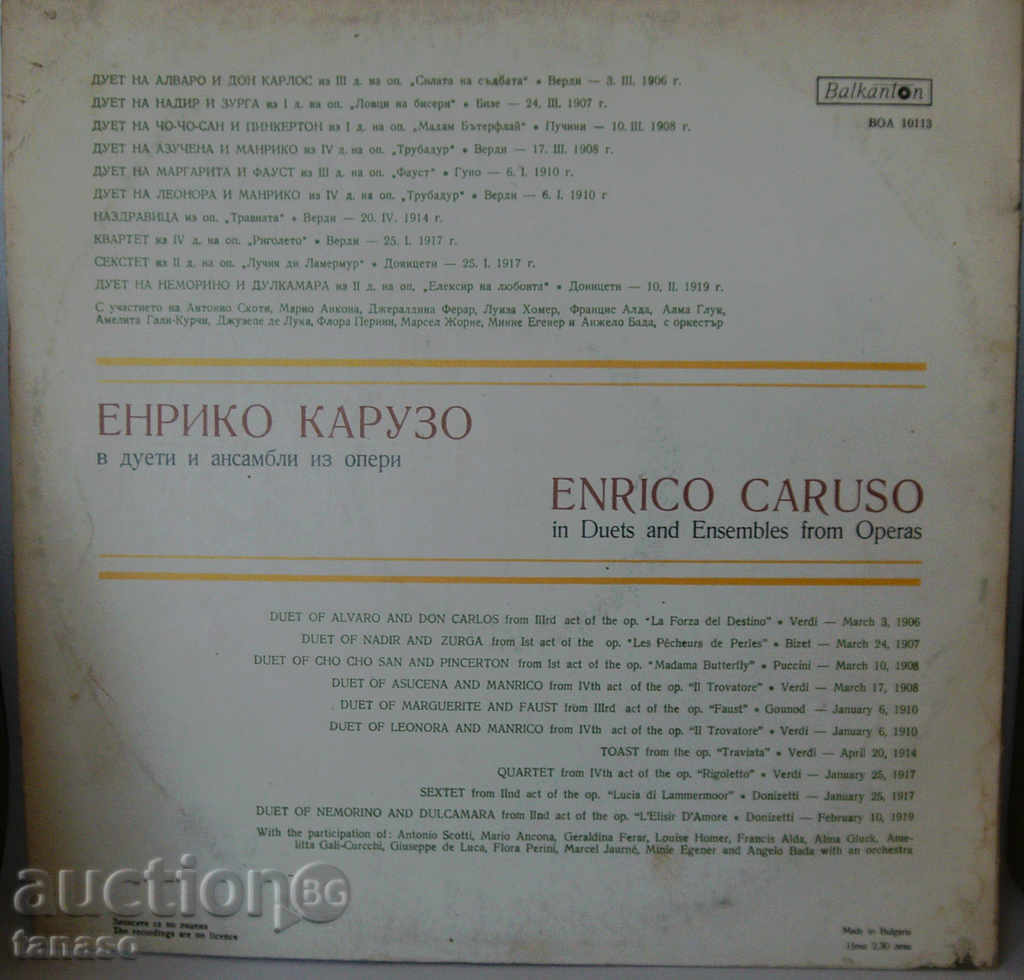 ДУЕТ НА АЛВАРО И ДОН КАРЛОС из III д. на оп. „Силата на съдбата“ • Верди — 3. III. 1906 г.
ДУЕТ НА НАДИР И ЗУРГА из I д. на оп. „Ловци на бисери“ • Бизе — 24. III. 1907 г.
ДУЕТ НА ЧО-ЧО-САН И ПИНКЕРТОН из I д. на оп. „Мадам Бътерфлай“ • Пучини — 10. III. 1908 г.
ДУЕТ НА АЗУЧЕНА И МАНРИКО из IV д. на оп. „Трубадур“ • Верди — 17. III. 1908 г.
ДУЕТ НА МАРГАРИТА И ФАУСТ из III д. на оп. „Фауст“ • Гуно — 6. I. 1910 г.
ДУЕТ НА ЛЕОНОРА И МАНРИКО из IV д. на оп. „Трубадур“ • Верди — 6. I. 1910 г
НАЗДРАВИЦА из оп. „Травиата“ • Верди — 20. IV. 1914 г.
КВАРТЕТ из IV д. на оп. „Риголето“ • Верди — 25. I. 1917 г.
СЕКСТЕТ из II д. на оп. „Лучия ди Ламермур“ • Доницети — 25. I. 1917 г.
ДУЕТ НА НЕМОРИНО И ДУЛКАМАРА из II д. на оп. „Елексир на любовта“ • Доницети — 10. II. 1919 г.
С участието на Антонио Скоти, Марио Анкона, Джералдина Ферар, Луиза Хомер, Францис Алда, Алма Глук,
Амелита Гали-Курчи, Джузепе де Лука, Флора Перини, Марсел Жорне, Минне Егенер и Анжело Бада, с оркестър
Balkanton
ВОА 10113
ЕНРИКО КАРУЗО
в дуети и ансамбли из опери
ENRICO CARUSO
in Duets and Ensembles from Operas
DUET OF ALVARO AND DON CARLOS from IIIrd act of the op. "La Forza del Destino" • Verdi — March 3, 1906
DUET OF NADIR AND ZURGA from Ist act of the op. "Les Pêcheurs de Perles" • Bizet — March 24, 1907
DUET OF CHO CHO SAN AND PINCERTON from Ist act of the op. "Madama Butterfly" • Puccini — March 10, 1908
DUET OF ASUCENA AND MANRICO from IVth act of the op. "Il Trovatore" • Verdi — March 17, 1908
DUET OF MARGUERITE AND FAUST from IIIrd act of the op. "Faust" • Gounod — January 6, 1910
DUET OF LEONORA AND MANRICO from IVth act of the op. "Il Trovatore" • Verdi — January 6, 1910
TOAST from the op. "Traviata" • Verdi — April 20, 1914
QUARTET from IVth act of the op. "Rigoletto" • Verdi — January 25, 1917
SEXTET from IInd act of the op. "Lucia di Lammermoor" • Donizetti — January 25, 1917
DUET OF NEMORINO AND DULCAMARA from IInd act of the op. "L'Elisir D'Amore • Donizetti — February 10, 1919
With the participation of: Antonio Scotti, Mario Ancona, Geraldina Ferar, Louise Homer, Francis Alda, Alma Gluck, Ame-
litta Gali-Curcchi, Giuseppe de Luca, Flora Perini, Marcel Jaurné, Minie Egener and Angelo Bada with an orchestra
auctionBG
Записите са по лиценз
The recordings are on licence
tanaso
Made in Bulgaria
Цена 2,30 лева